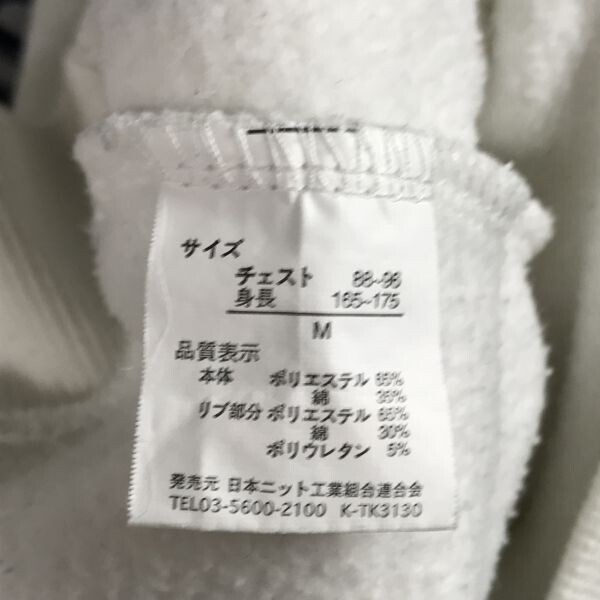 サイズ
チェスト 88~96
身長 165~175
M
品質表示
本体 ポリエステル 65%
綿 35%
リブ部分 ポリエステル 65%
綿 30%
ポリウレタン 5%
発売元 日本ニット工業組合連合会
TEL03-5600-2100 K-TK3130